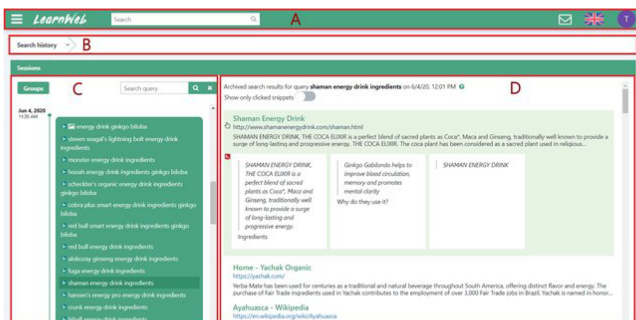 LearnWeb
Search
A
T
Search history
B
Sessions
Groups
C
Search query
Archived search results for query shaman energy drink ingredients on 6/4/20, 12:01 PM
D
Show only clicked snippets
Jun 4, 2020
11:35 AM
energy drink ginkgo biloba
steven seagal's lightning bolt energy drink
ingredients
monster energy drink ingredients
hooah energy drink ingredients ginkgo biloba
scheckter's organic energy drink ingredients
ginkgo biloba
cobra plus smart energy drink ingredients ginkgo
biloba
red bull smart energy drink ingredients ginkgo
biloba
red bull energy drink ingredients
alokozay ginseng energy drink ingredients
fuga energy drink ingredients
shaman energy drink ingredients
hansen's energy pro energy drink ingredients
crunk energy drink ingredients
Shaman Energy Drink
http://www.shamanenergydrink.com/shaman.html
SHAMAN ENERGY DRINK, THE COCA ELIXIR is a perfect blend of sacred plants as Coca*, Maca and Ginseng, traditionally well known to provide a
surge of long-lasting and progressive energy. THE COCA ELIXIR. The coca plant has been considered as a sacred plant used in religious...
SHAMAN ENERGY DRINK,
THE COCA ELIXIR is a
perfect blend of sacred
plants as Coca*, Maca and
Ginseng, traditionally well
known to provide a surge
of long-lasting and
progressive energy.
Ingredients
Ginkgo Gabilondo helps to
improve blood circulation,
memory and promotes
mental clarity
Why do they use it?
SHAMAN ENERGY DRINK
Home - Yachak Organic
https://yachak.com/
Yerba Mate has been used for centuries as a traditional and natural beverage throughout South America, offering distinct flavor and energy. The
purchase of Fair Trade ingredients used in Yachak contributes to the employment of over 3,000 Fair Trade jobs in Brazil. Yachak is named in honor...
Ayahuasca - Wikipedia
https://en.wikipedia.org/wiki/Ayahuasca